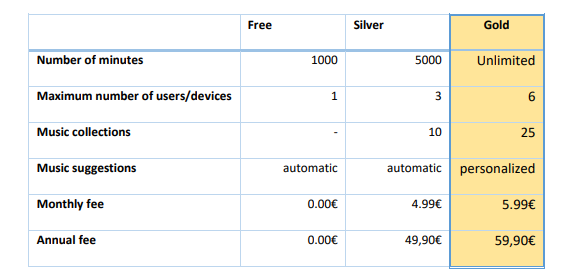 Free Silver Gold
Number of minutes 1000 5000 Unlimited
Maximum number of users/devices 1 3 6
Music collections - 10 25
Music suggestions automatic automatic personalized
Monthly fee 0.00€ 4.99€ 5.99€
Annual fee 0.00€ 49,90€ 59,90€